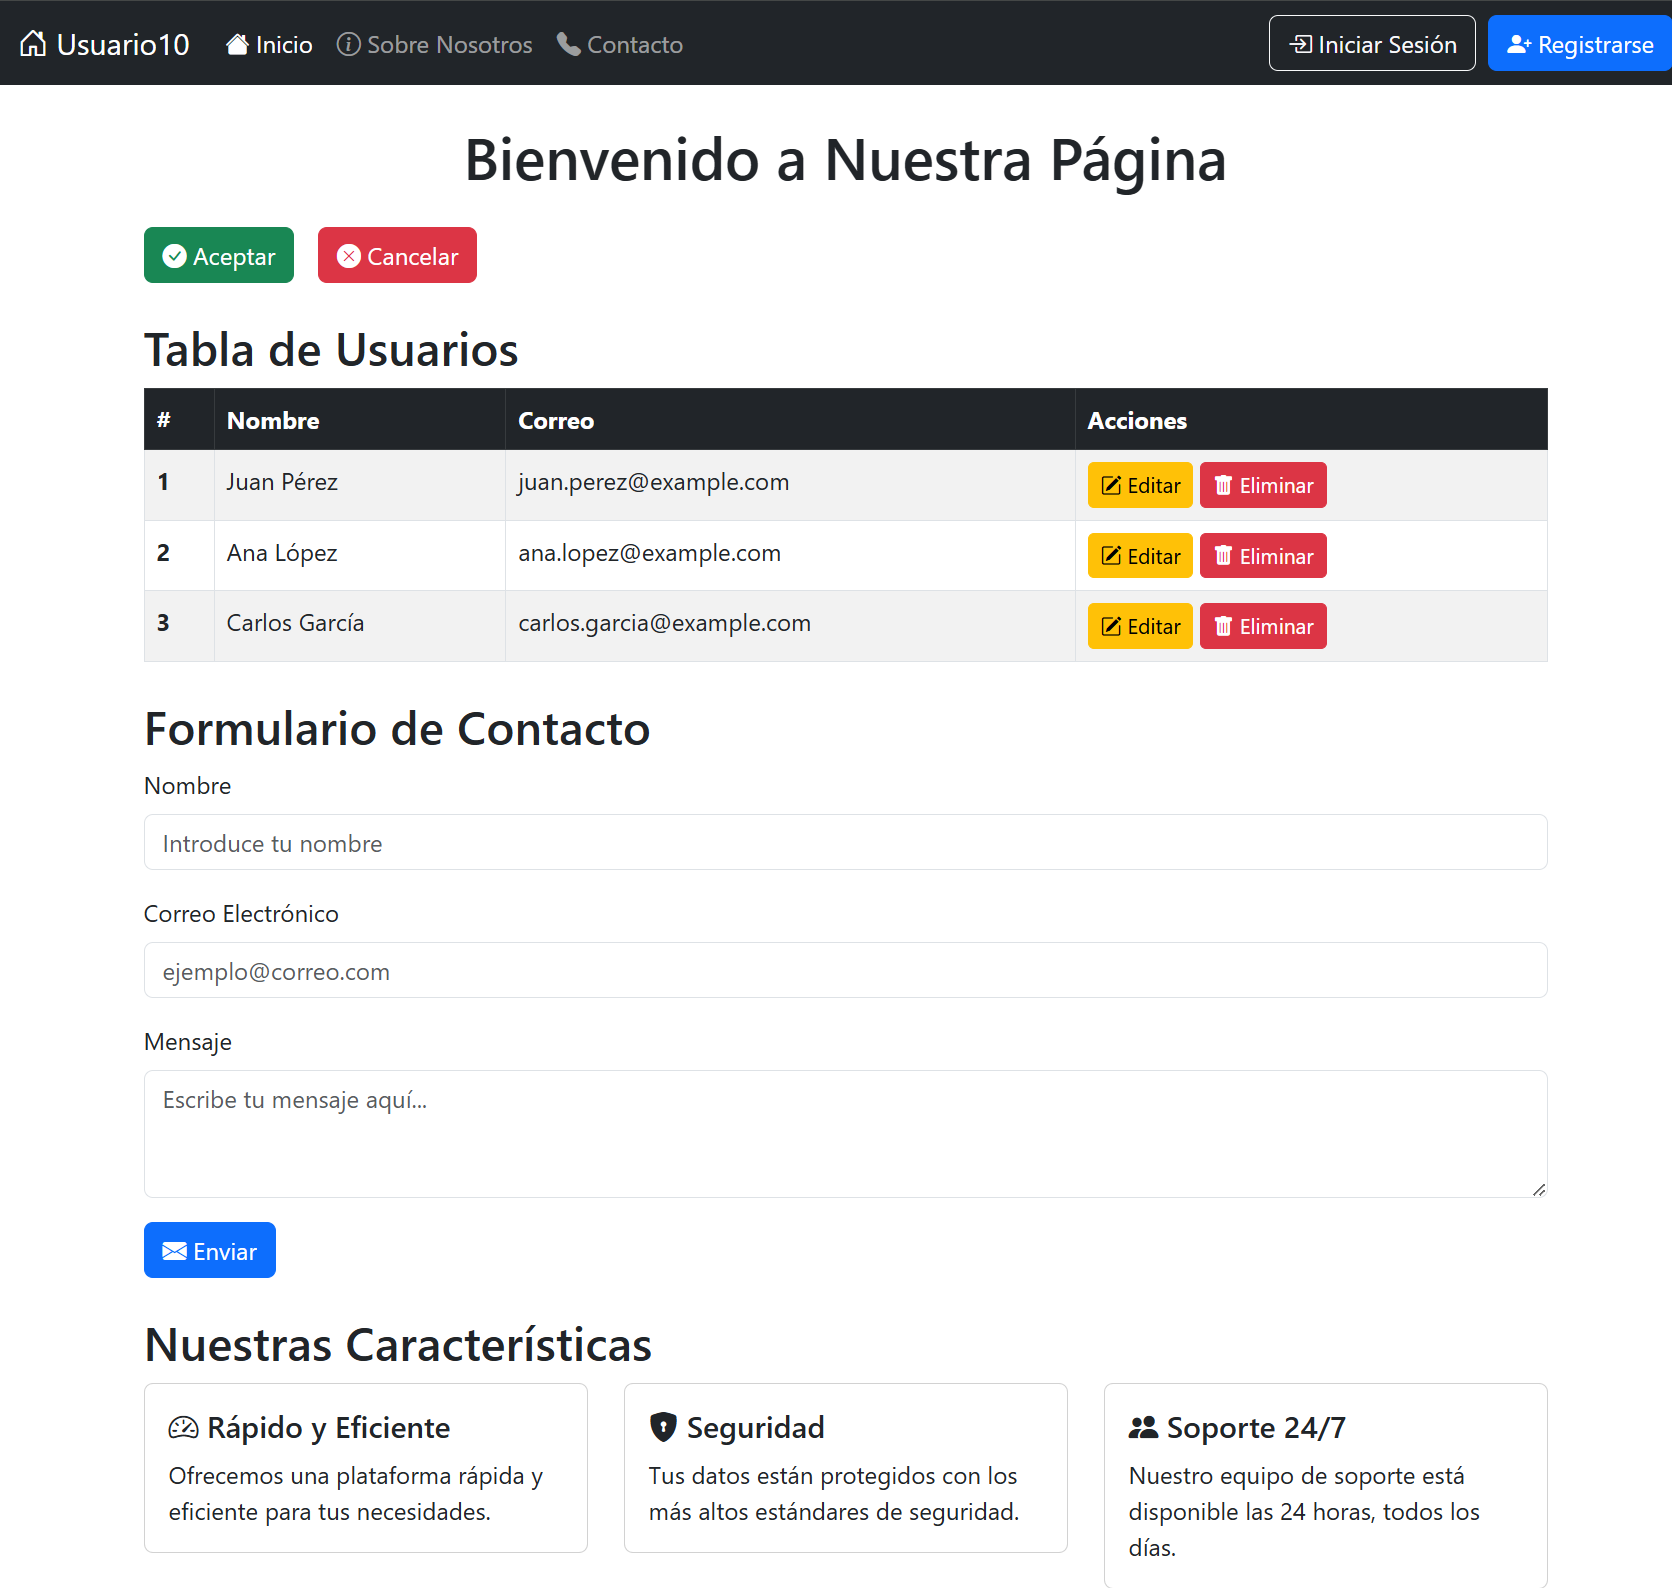 Usuario10 Inicio Sobre Nosotros Contacto Iniciar Sesión Registrarse
Bienvenido a Nuestra Página
Aceptar Cancelar
Tabla de Usuarios
# Nombre Correo Acciones
1 Juan Pérez juan.perez@example.com Editar Eliminar
2 Ana López ana.lopez@example.com Editar Eliminar
3 Carlos García carlos.garcia@example.com Editar Eliminar
Formulario de Contacto
Nombre
Introduce tu nombre
Correo Electrónico
ejemplo@correo.com
Mensaje
Escribe tu mensaje aquí...
Enviar
Nuestras Características
Rápido y Eficiente
Ofrecemos una plataforma rápida y
eficiente para tus necesidades.
Seguridad
Tus datos están protegidos con los
más altos estándares de seguridad.
Soporte 24/7
Nuestro equipo de soporte está
disponible las 24 horas, todos los
días.